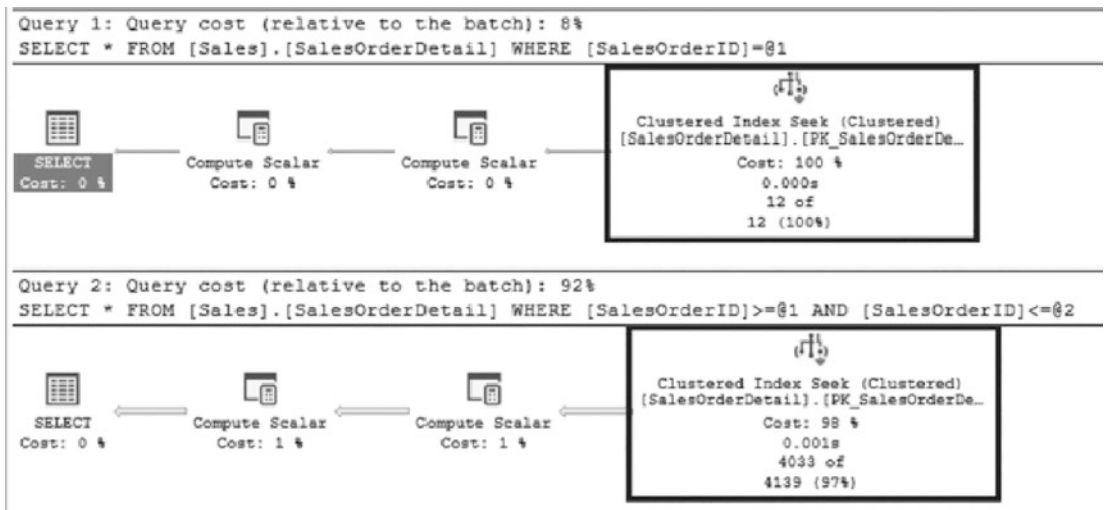 Query 1: Query cost (relative to the batch): 8%
SELECT * FROM [Sales].[SalesOrderDetail] WHERE [SalesOrderID]=@1
Clustered Index Seek (Clustered)
[SalesOrderDetail].[PK_SalesOrderDe…
SELECT
Compute Scalar
Compute Scalar
Cost: 100 %
Cost: 0 %
Cost: 0 %
Cost: 0 %
0.000s
12 of
12 (100%)
Query 2: Query cost (relative to the batch): 92%
SELECT * FROM [Sales].[SalesOrderDetail] WHERE [SalesOrderID]>=@1 AND [SalesOrderID]<=@2
Clustered Index Seek (Clustered)
[SalesOrderDetail].[PK_SalesOrderDe…
SELECT
Compute Scalar
Compute Scalar
Cost: 98 %
Cost: 0 %
Cost: 1 %
Cost: 1 %
0.001s
4033 of
4139 (97%)